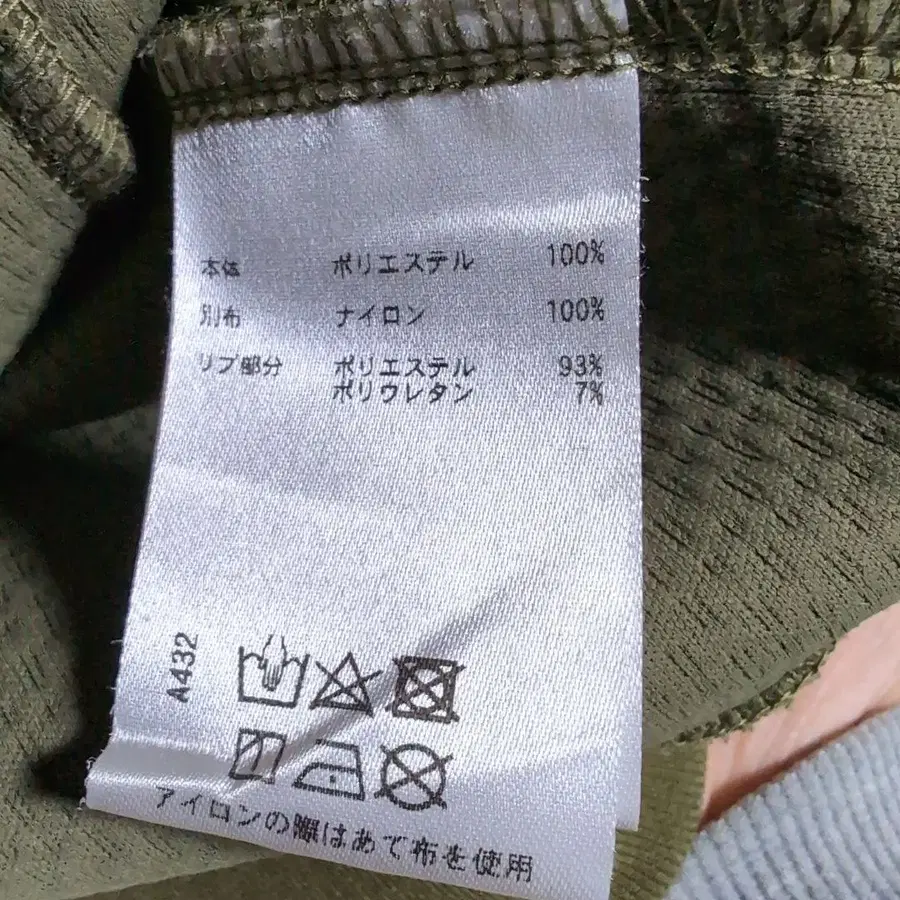 本体 ポリエステル 100%
別布 ナイロン 100%
リブ部分 ポリエステル 93%
ポリウレタン 7%
A432
アイロンの際はあて布を使用